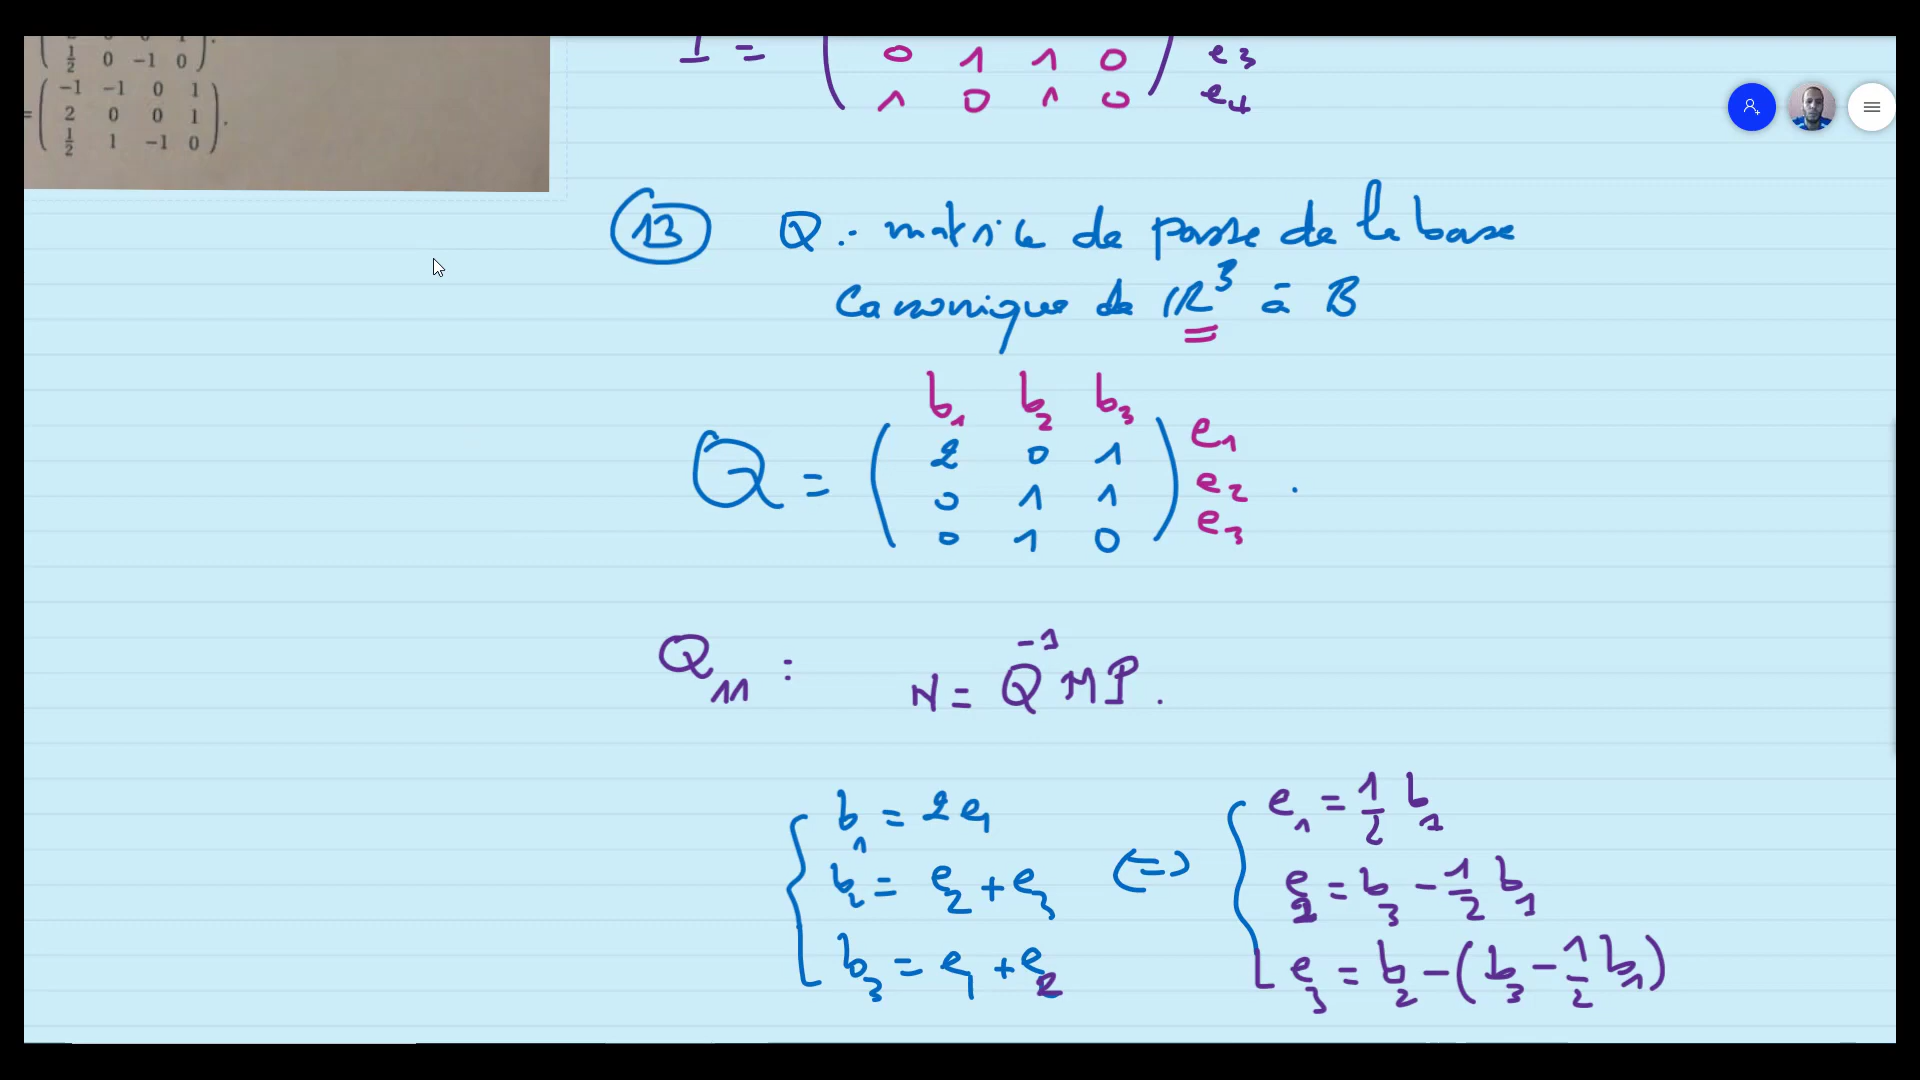 1/2 0 -1 0 ) .
= ( -1 -1 0 1
2 0 0 1
1/2 1 -1 0 ) .
I = ( 0 1 1 0 ) e3
1 0 1 0 e4
13 Q : matrice de passe de la base
canonique de IR^3 à B
b1 b2 b3
Q = ( 2 0 1 ) e1
0 1 1 e2 .
0 1 0 e3
Q11 : N = Q^-1 M P .
{ b1 = 2 e1
b2 = e2 + e3
b3 = e1 + e2
<=>
{ e1 = 1/2 b1
e2 = b3 - 1/2 b1
e3 = b2 - ( b3 - 1/2 b1 )